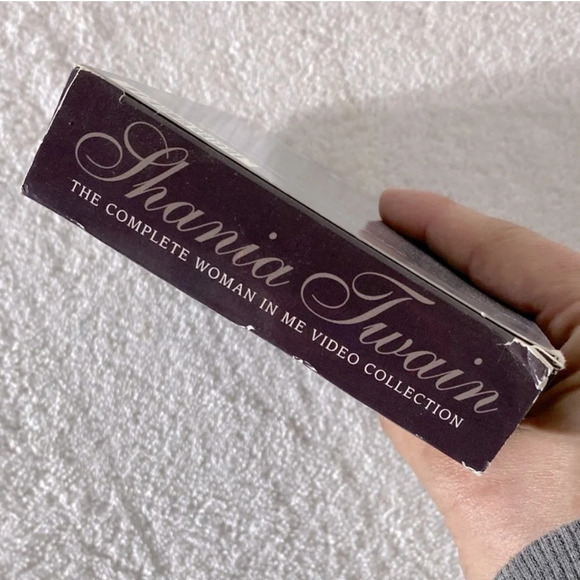 Shania Twain
THE COMPLETE WOMAN IN ME VIDEO COLLECTION